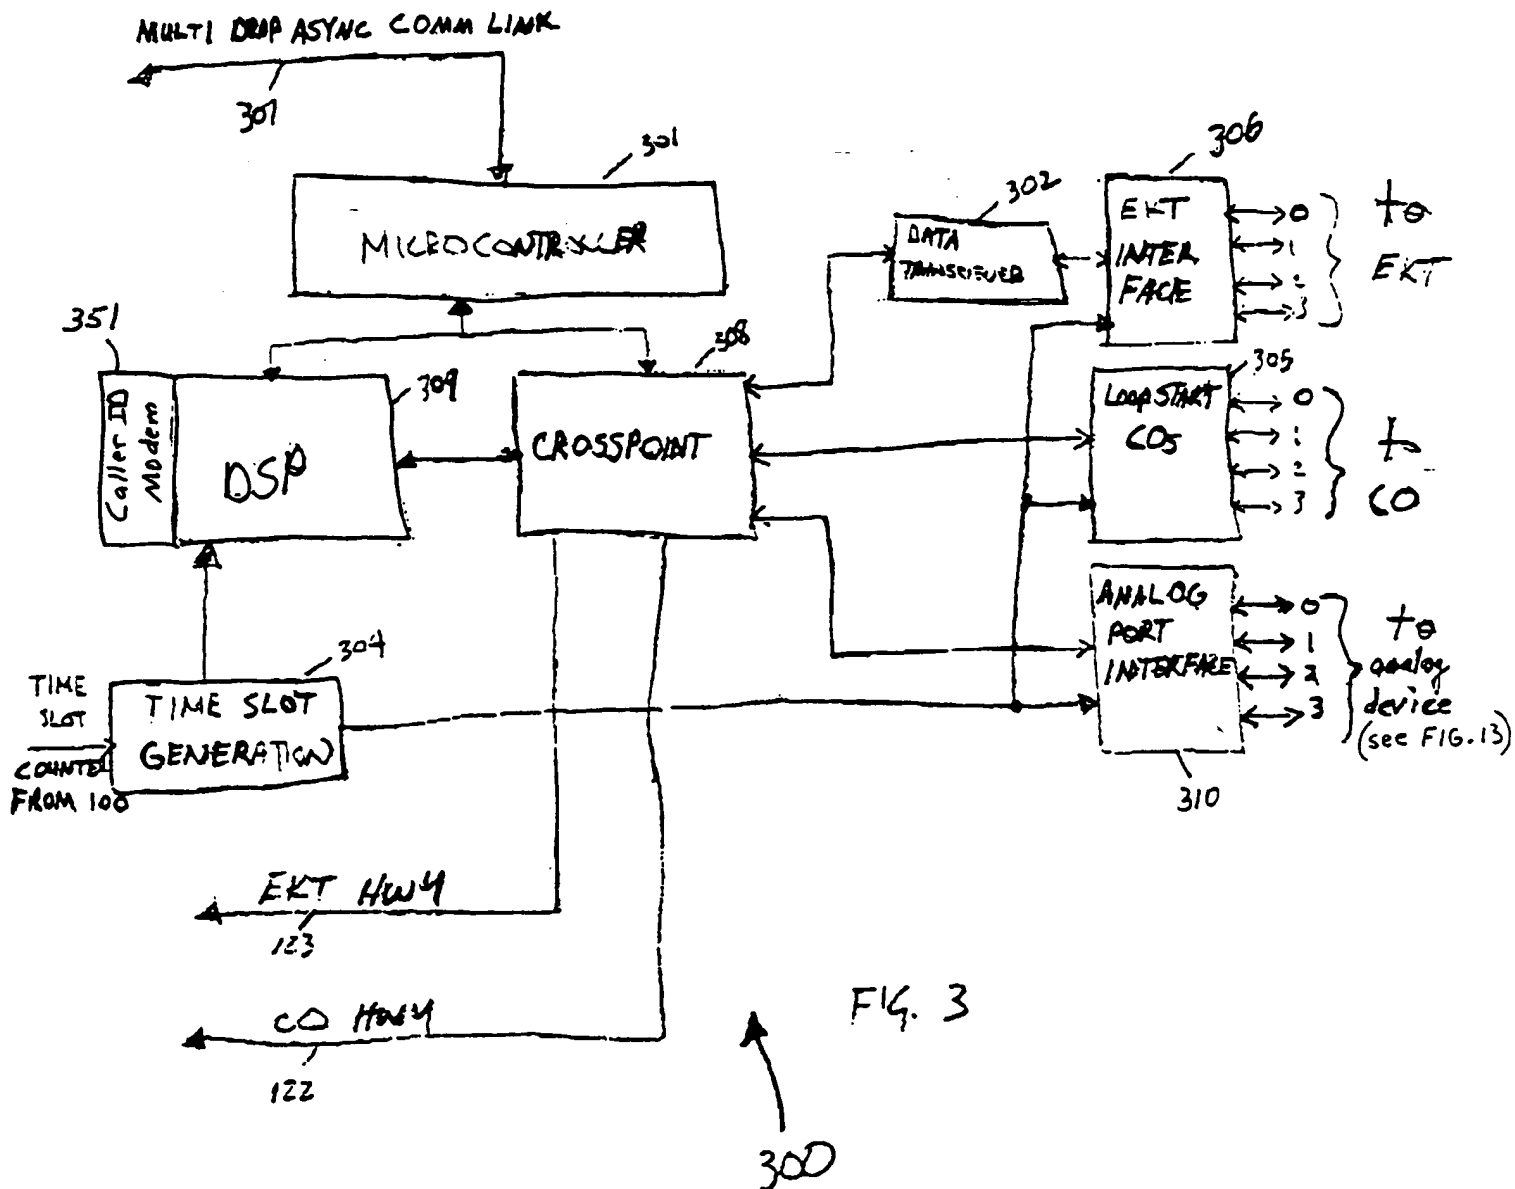 MULTI DROP ASYNC COMM LINK
307
301
MICROCONTROLLER
302
DATA
TRANSCIEVER
306
EKT
INTER
FACE
0
1
2
3
to
EKT
351
Caller ID
Modem
309
DSP
308
CROSSPOINT
305
LOOP START
COs
0
1
2
3
to
CO
304
TIME SLOT
GENERATION
TIME
SLOT
COUNTER
FROM 100
ANALOG
PORT
INTERFACE
310
0
1
2
3
to
analog
device
(see FIG.13)
EKT HWY
123
CO HWY
122
FIG. 3
300